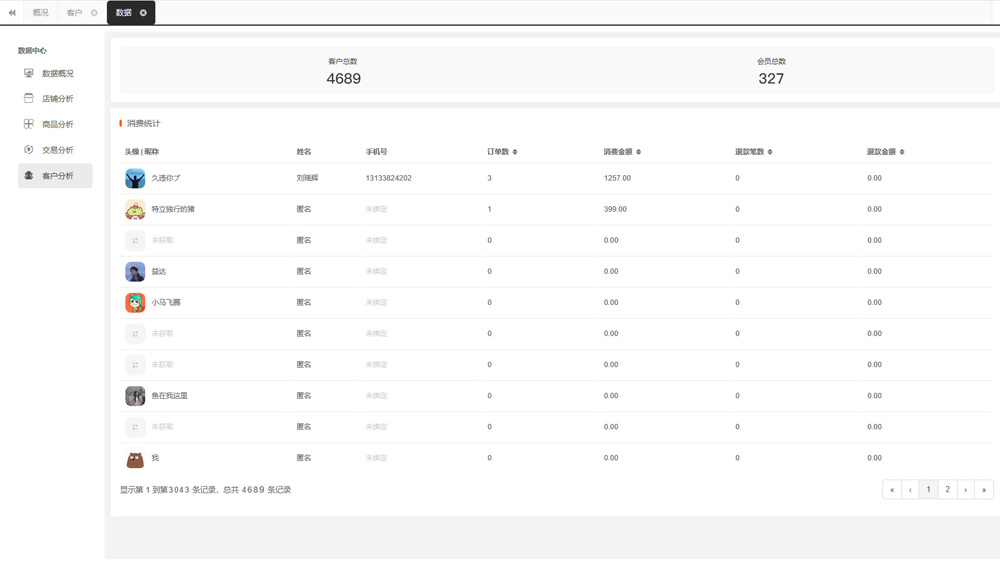 概况 客户 数据
数据中心
数据概况
店铺分析
商品分析
交易分析
客户分析
客户总数 会员总数
4689 327
消费统计
头像 | 昵称 姓名 手机号 订单数 消费金额 退款笔数 退款金额
久违你プ 刘瑞晖 13133824202 3 1257.00 0 0.00
特立独行的猪 匿名 未绑定 1 399.00 0 0.00
未获取 匿名 未绑定 0 0.00 0 0.00
益达 匿名 未绑定 0 0.00 0 0.00
小马飞腾 匿名 未绑定 0 0.00 0 0.00
未获取 匿名 未绑定 0 0.00 0 0.00
未获取 匿名 未绑定 0 0.00 0 0.00
鱼在我这里 匿名 未绑定 0 0.00 0 0.00
未获取 匿名 未绑定 0 0.00 0 0.00
我 匿名 未绑定 0 0.00 0 0.00
显示第 1 到第3043 条记录，总共 4689 条记录 « ‹ 1 2 › »